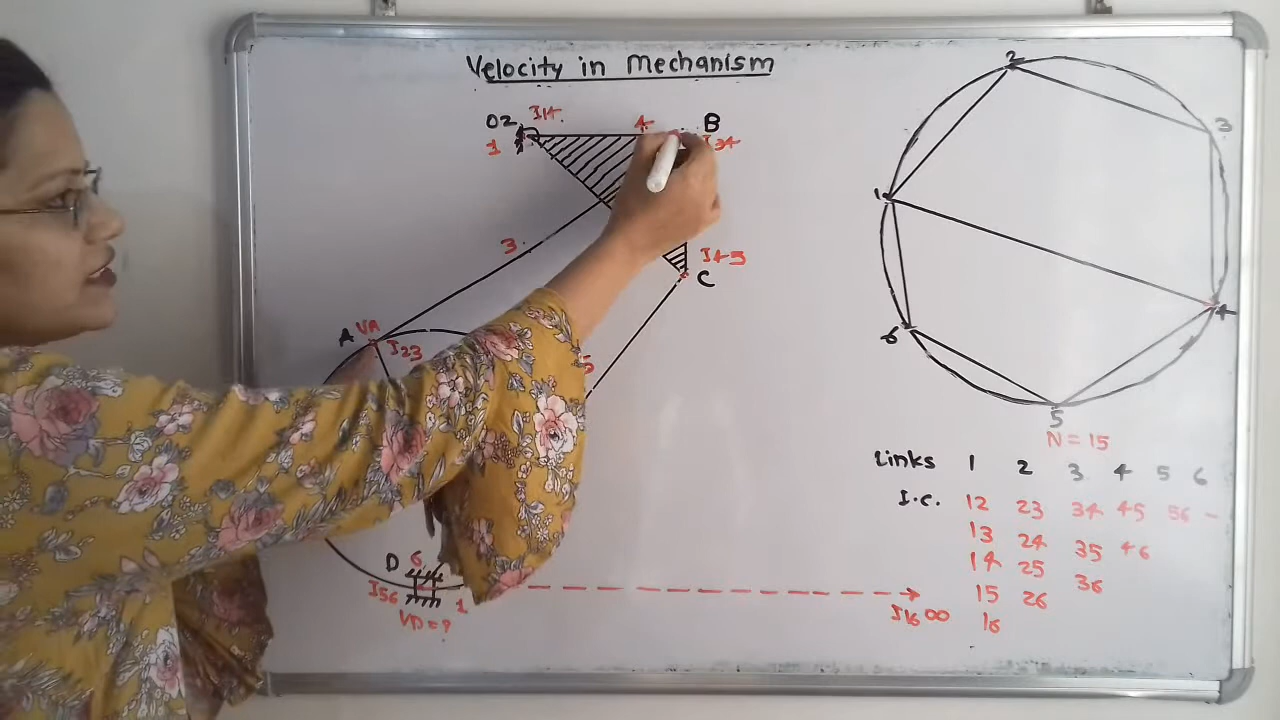 Velocity in Mechanism
O2 I14 4 B
1 I34
3 I45
C
A VA I23
5
D 6
I56 1
VD=?
I16 ∞
2
3
1
6 4
5
N=15
Links 1 2 3 4 5 6
I.C. 12 23 34 45 56 -
13 24 35 46
14 25 36
15 26
16